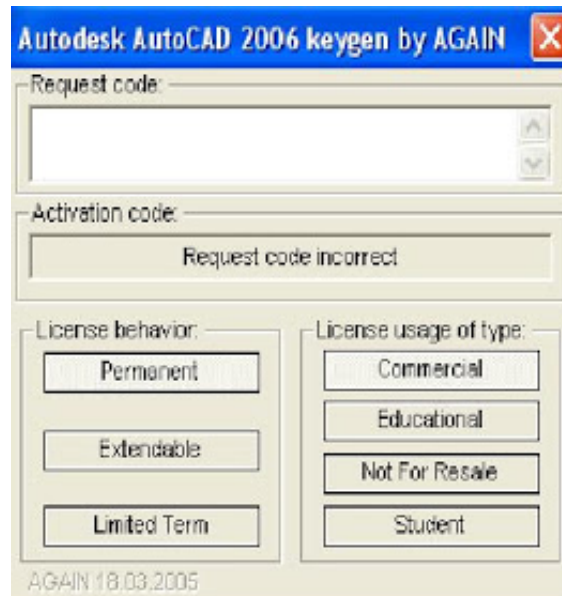 Autodesk AutoCAD 2006 keygen by AGAIN
Request code:
Activation code:
Request code incorrect
License behavior:
Permanent
Extendable
Limited Term
License usage of type:
Commercial
Educational
Not For Resale
Student
AGAIN 18.03.2005